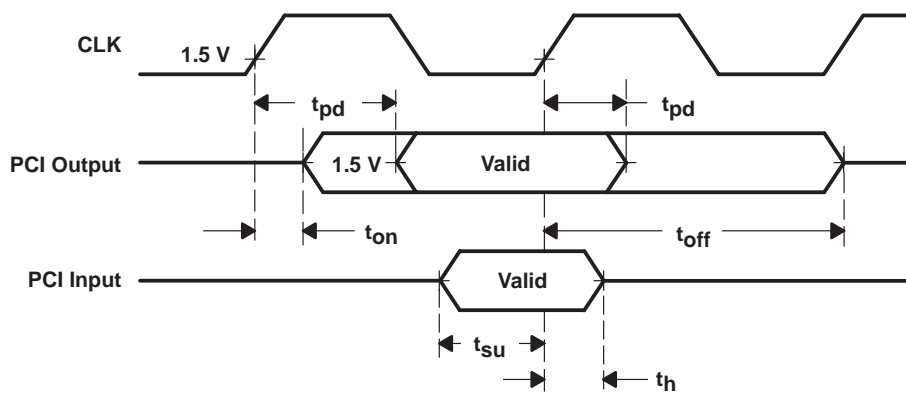 CLK
1.5 V
tpd
tpd
PCI Output
1.5 V
Valid
ton
toff
PCI Input
Valid
tsu
th